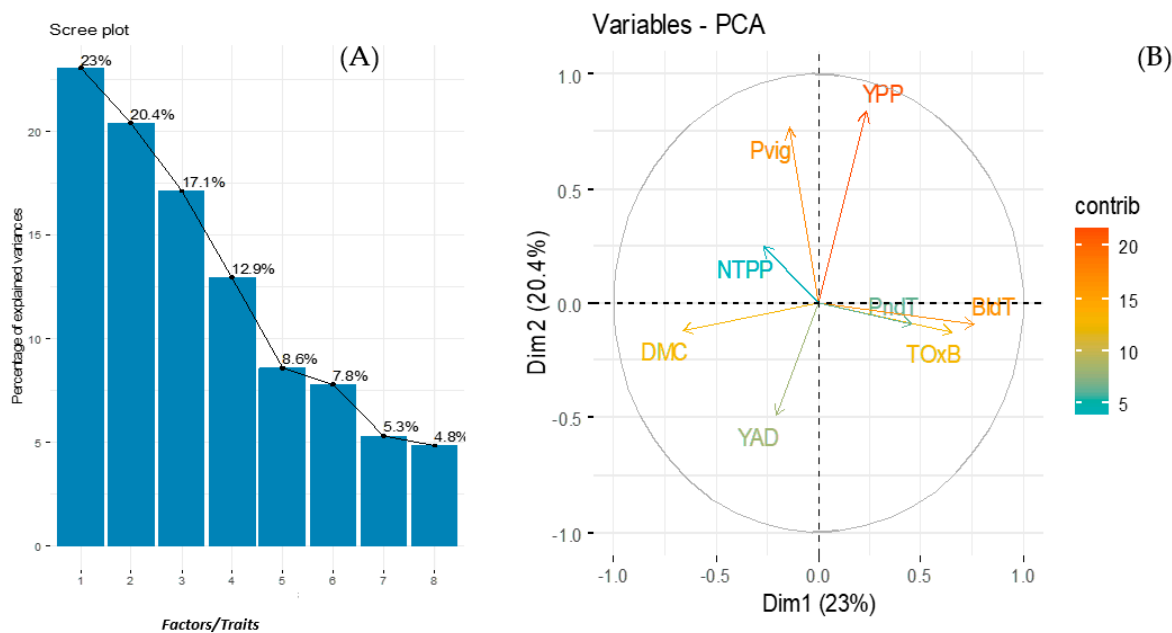 Scree plot
(A)
23%
20.4%
17.1%
12.9%
8.6%
7.8%
5.3%
4.8%
Percentage of explained variances
20
15
10
5
0
1 2 3 4 5 6 7 8
Factors/Traits
Variables - PCA
(B)
1.0
0.5
0.0
-0.5
-1.0
Dim2 (20.4%)
YPP
Pvig
NTPP
PndT
BldT
DMC
TOxB
YAD
-1.0 -0.5 0.0 0.5 1.0
Dim1 (23%)
contrib
20
15
10
5